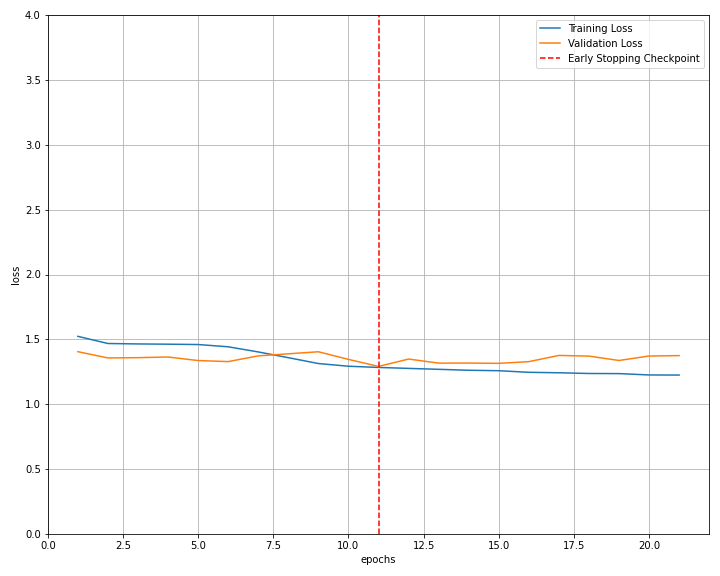 4.0
3.5
3.0
2.5
2.0
1.5
1.0
0.5
0.0
loss
Training Loss
Validation Loss
Early Stopping Checkpoint
0.0 2.5 5.0 7.5 10.0 12.5 15.0 17.5 20.0
epochs